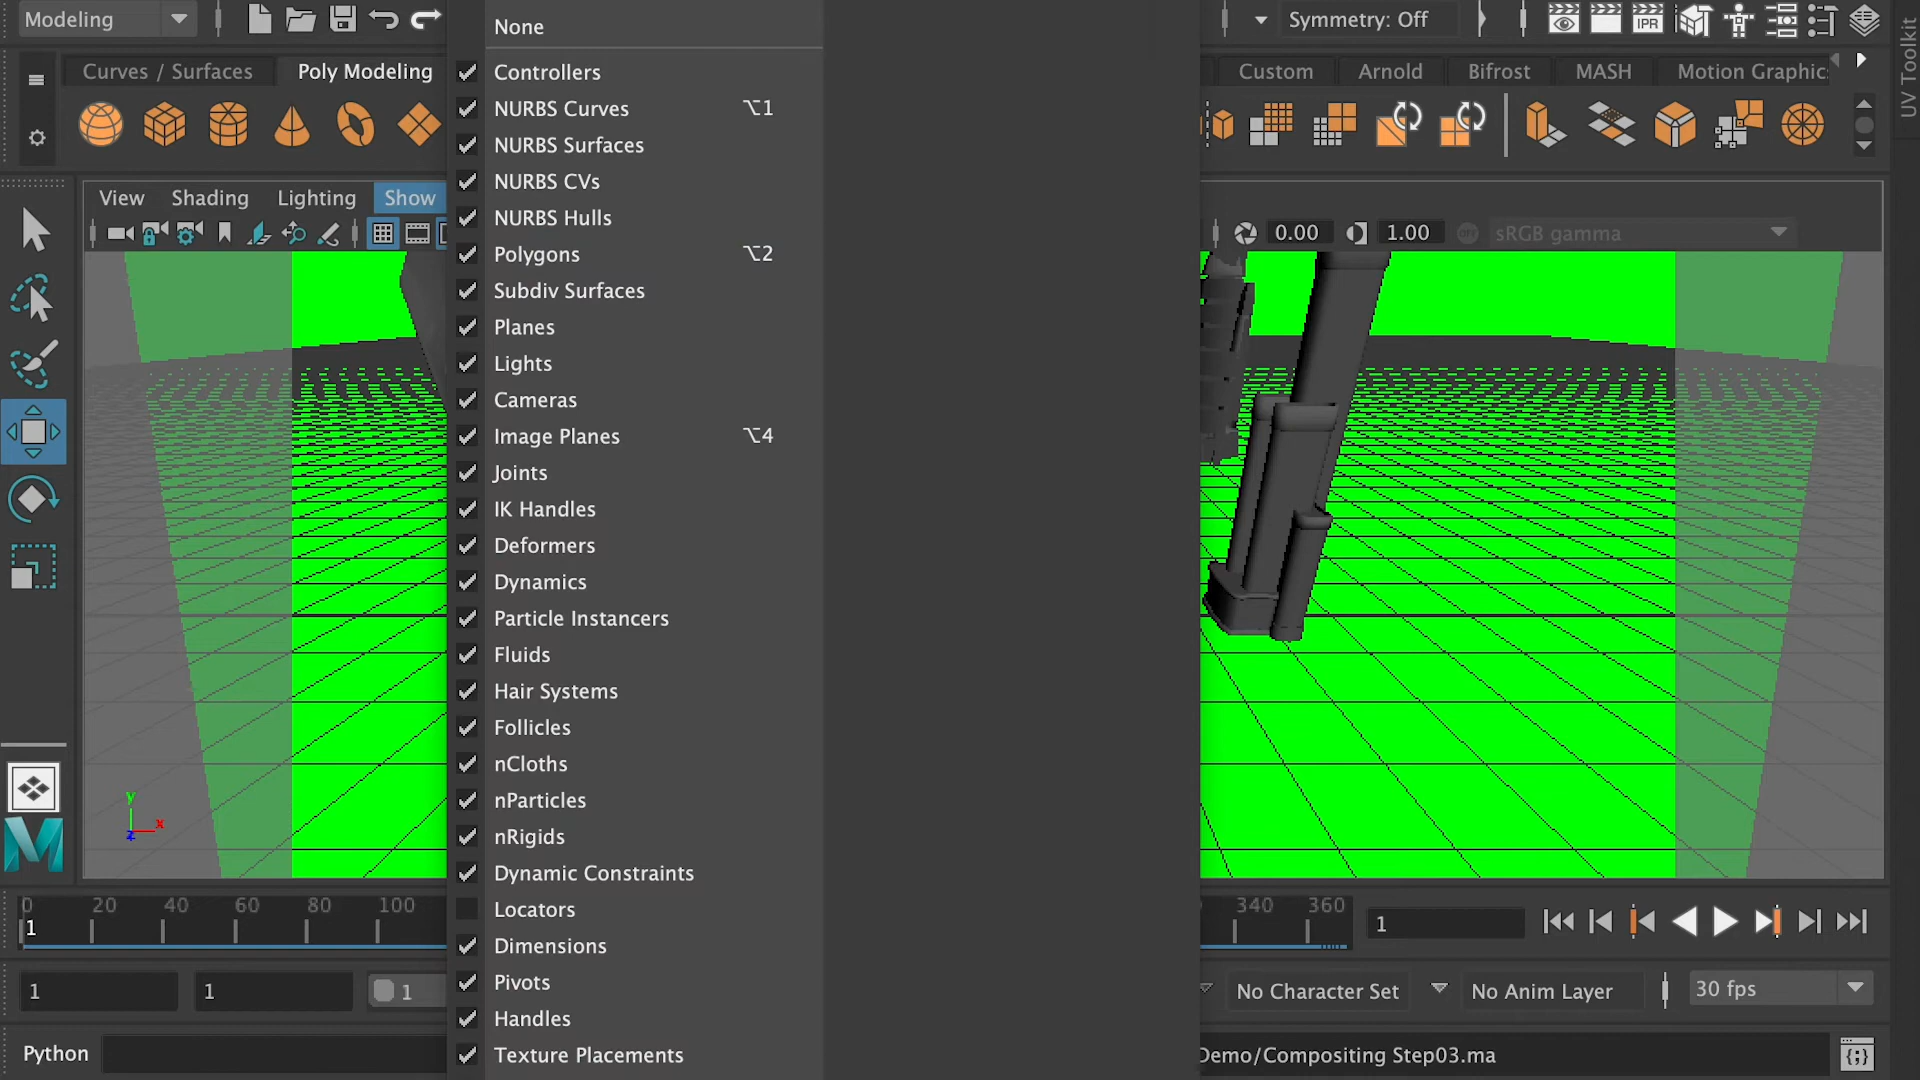 Modeling
Symmetry: Off
IPR
UV Toolkit
Curves / Surfaces
Poly Modeling
Custom
Arnold
Bifrost
MASH
Motion Graphic
View
Shading
Lighting
Show
0.00
1.00
sRGB gamma
None
Controllers
NURBS Curves ⌥1
NURBS Surfaces
NURBS CVs
NURBS Hulls
Polygons ⌥2
Subdiv Surfaces
Planes
Lights
Cameras
Image Planes ⌥4
Joints
IK Handles
Deformers
Dynamics
Particle Instancers
Fluids
Hair Systems
Follicles
nCloths
nParticles
nRigids
Dynamic Constraints
Locators
Dimensions
Pivots
Handles
Texture Placements
y
x
z
M
0 20 40 60 80 100
340 360
1
1
1
1
1
No Character Set
No Anim Layer
30 fps
Python
Demo/Compositing Step03.ma